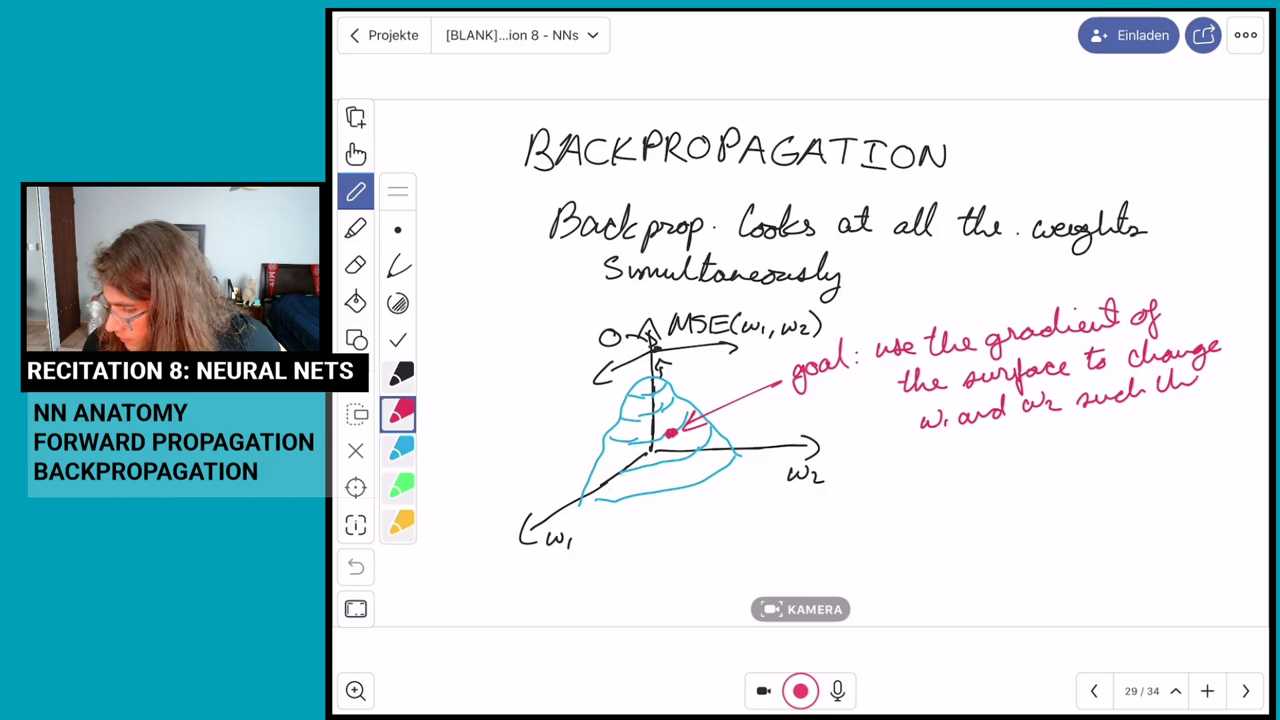 Projekte
[BLANK]...ion 8 - NNs
Einladen
BACKPROPAGATION
Backprop. looks at all the weights
simultaneously
0
MSE(w1, w2)
goal: use the gradient of
the surface to change
w1 and w2 such th
w2
w1
RECITATION 8: NEURAL NETS
NN ANATOMY
FORWARD PROPAGATION
BACKPROPAGATION
KAMERA
29 / 34